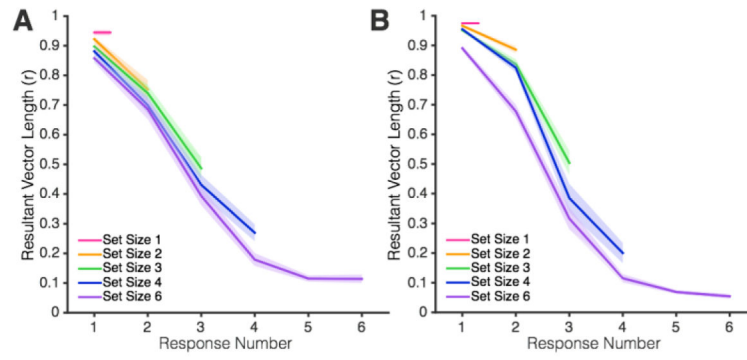 A
Resultant Vector Length (r)
1
0.9
0.8
0.7
0.6
0.5
0.4
0.3
0.2
0.1
0
Set Size 1
Set Size 2
Set Size 3
Set Size 4
Set Size 6
1 2 3 4 5 6
Response Number
B
Resultant Vector Length (r)
1
0.9
0.8
0.7
0.6
0.5
0.4
0.3
0.2
0.1
0
Set Size 1
Set Size 2
Set Size 3
Set Size 4
Set Size 6
1 2 3 4 5 6
Response Number